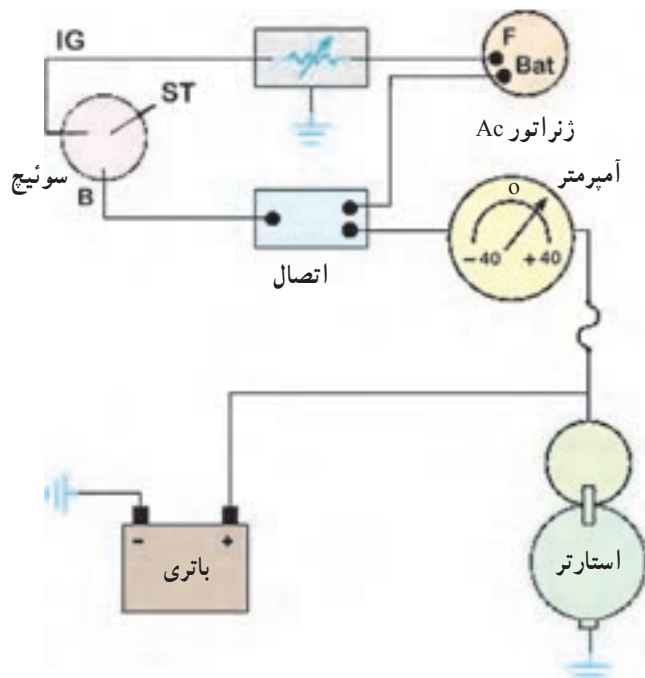 IG
F
Bat
ST
ژنراتور Ac
آمپرمتر
سوئیچ
B
o
-40
+40
اتصال
-
+
باتری
استارتر